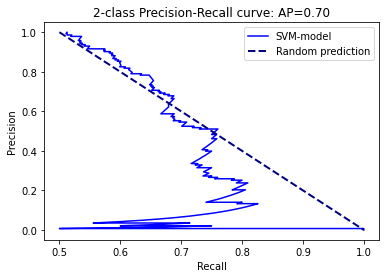 2-class Precision-Recall curve: AP=0.70
SVM-model
Random prediction
Precision
1.0
0.8
0.6
0.4
0.2
0.0
0.5
0.6
0.7
0.8
0.9
1.0
Recall